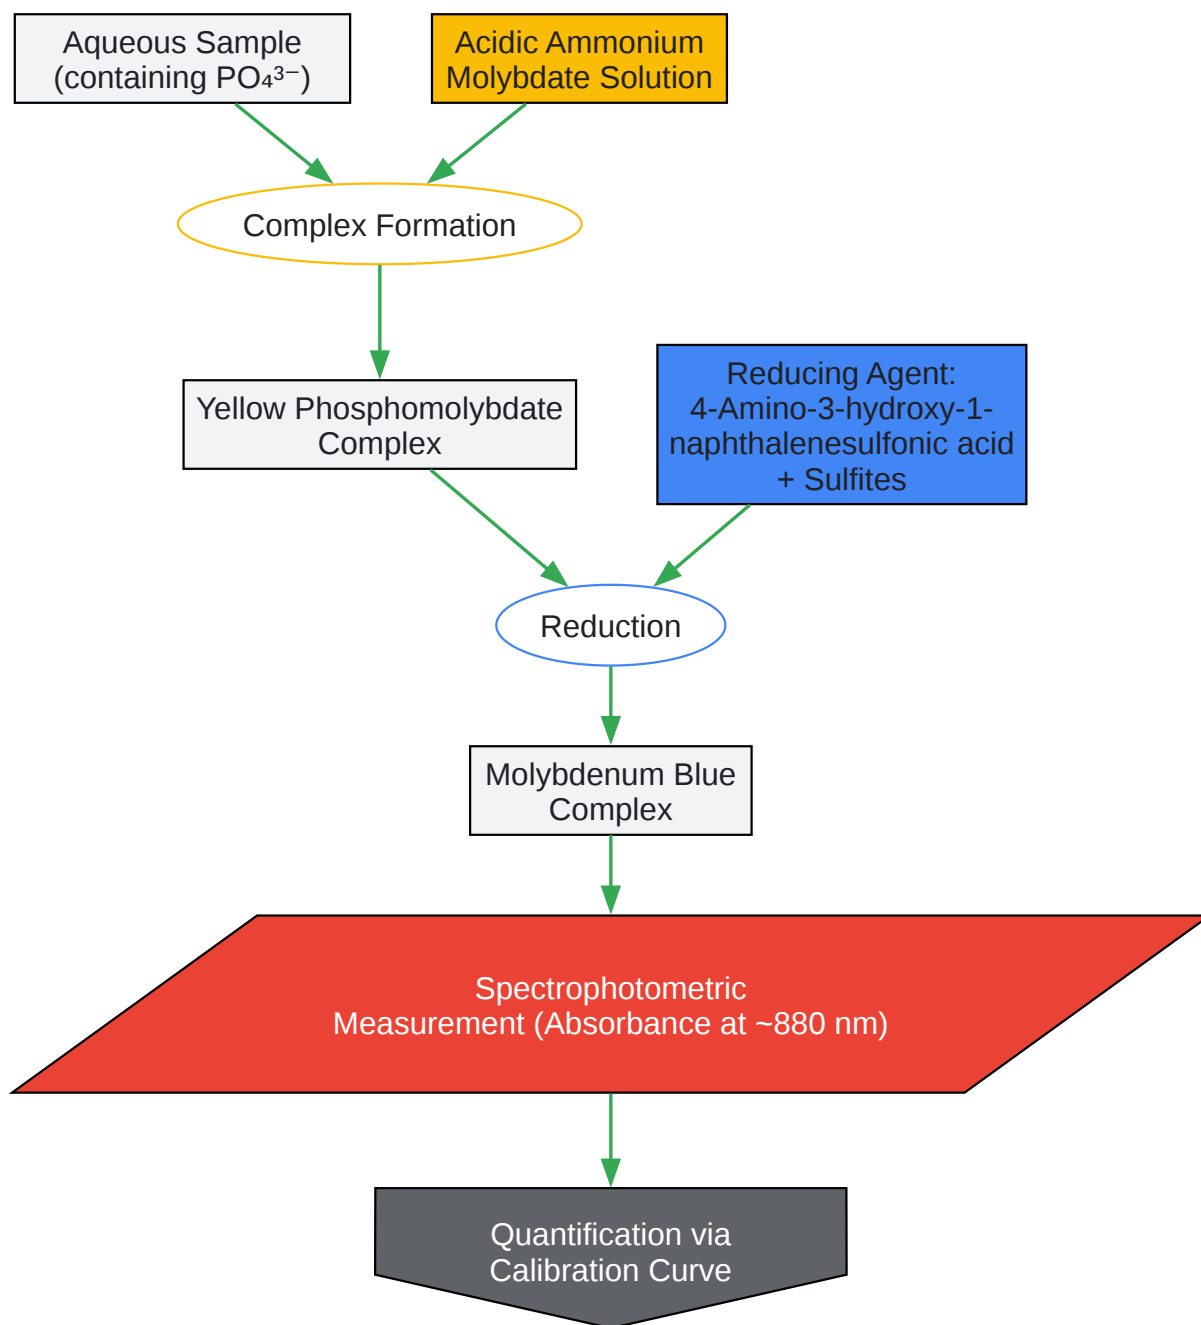 Aqueous Sample
(containing PO₄³⁻)
Acidic Ammonium
Molybdate Solution
Complex Formation
Yellow Phosphomolybdate
Complex
Reducing Agent:
4-Amino-3-hydroxy-1-
naphthalenesulfonic acid
+ Sulfites
Reduction
Molybdenum Blue
Complex
Spectrophotometric
Measurement (Absorbance at ~880 nm)
Quantification via
Calibration Curve